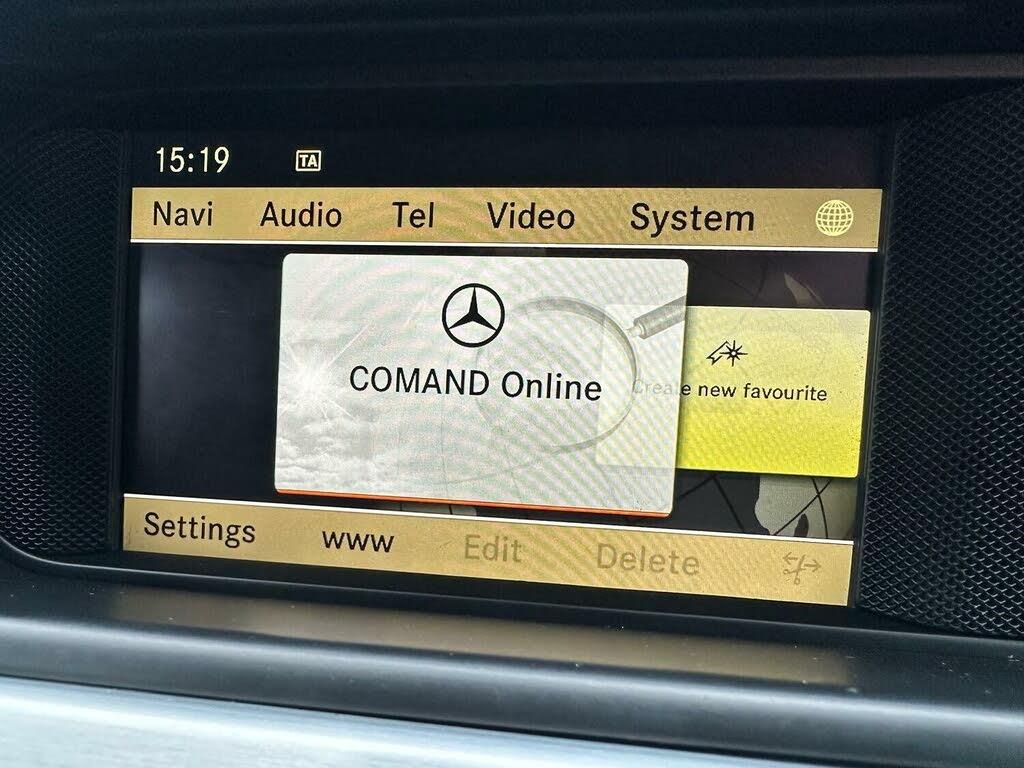 15:19 TA
Navi Audio Tel Video System
COMAND Online
Create new favourite
Settings www Edit Delete